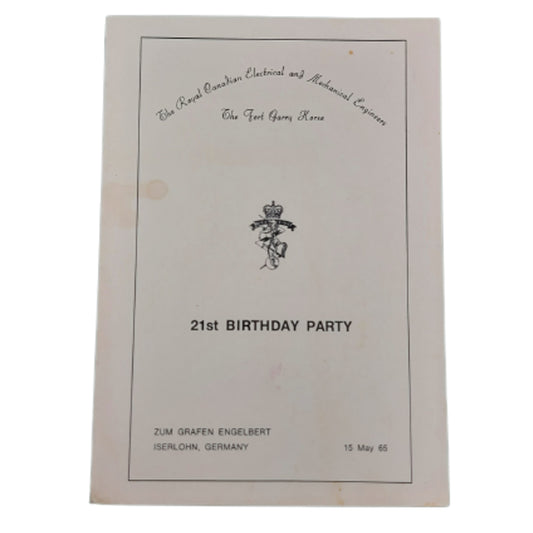 The Royal Canadian Electrical and Mechanical Engineers
The Fort Garry Horse
21st BIRTHDAY PARTY
ZUM GRAFEN ENGELBERT
ISERLOHN, GERMANY
15 May 65